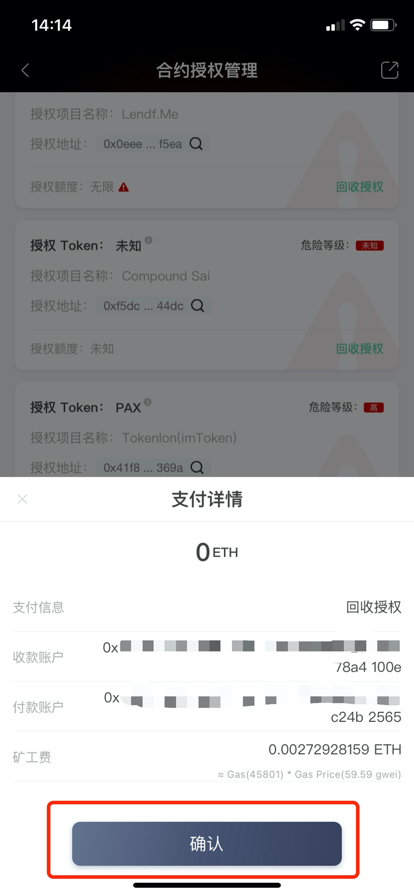 14:14
合约授权管理
授权项目名称： Lendf.Me
授权地址： 0x0eee ... f5ea
授权额度： 无限 回收授权
授权 Token： 未知 危险等级： 未知
授权项目名称： Compound Sai
授权地址： 0xf5dc ... 44dc
授权额度： 未知 回收授权
授权 Token： PAX 危险等级： 高
授权项目名称： Tokenlon(imToken)
授权地址： 0x41f8 ... 369a
支付详情
0 ETH
支付信息 回收授权
收款账户 0x
78a4 100e
付款账户 0x
c24b 2565
矿工费 0.00272928159 ETH
≈ Gas(45801) * Gas Price(59.59 gwei)
确认